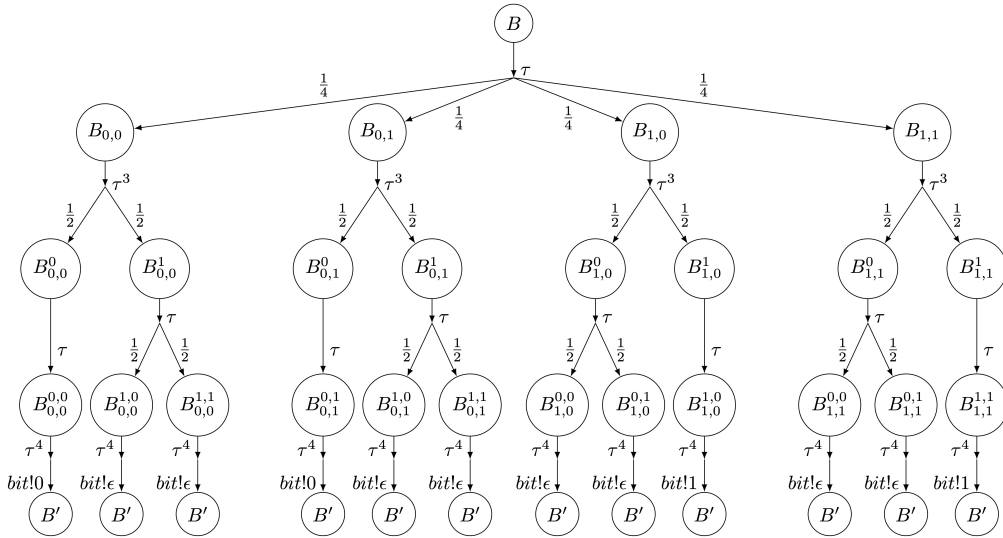 B
τ
1/4 1/4 1/4 1/4
B_{0,0} B_{0,1} B_{1,0} B_{1,1}
τ^3 τ^3 τ^3 τ^3
1/2 1/2 1/2 1/2 1/2 1/2 1/2 1/2
B^0_{0,0} B^1_{0,0} B^0_{0,1} B^1_{0,1} B^0_{1,0} B^1_{1,0} B^0_{1,1} B^1_{1,1}
τ τ τ τ
1/2 1/2 1/2 1/2 1/2 1/2 1/2 1/2
τ τ τ τ
B^{0,0}_{0,0} B^{1,0}_{0,0} B^{1,1}_{0,0} B^{0,1}_{0,1} B^{1,0}_{0,1} B^{1,1}_{0,1} B^{0,0}_{1,0} B^{0,1}_{1,0} B^{1,0}_{1,0} B^{0,0}_{1,1} B^{0,1}_{1,1} B^{1,1}_{1,1}
τ^4 τ^4 τ^4 τ^4 τ^4 τ^4 τ^4 τ^4 τ^4 τ^4 τ^4 τ^4
bit!0 bit!ϵ bit!ϵ bit!0 bit!ϵ bit!ϵ bit!ϵ bit!ϵ bit!1 bit!ϵ bit!ϵ bit!1
B′ B′ B′ B′ B′ B′ B′ B′ B′ B′ B′ B′